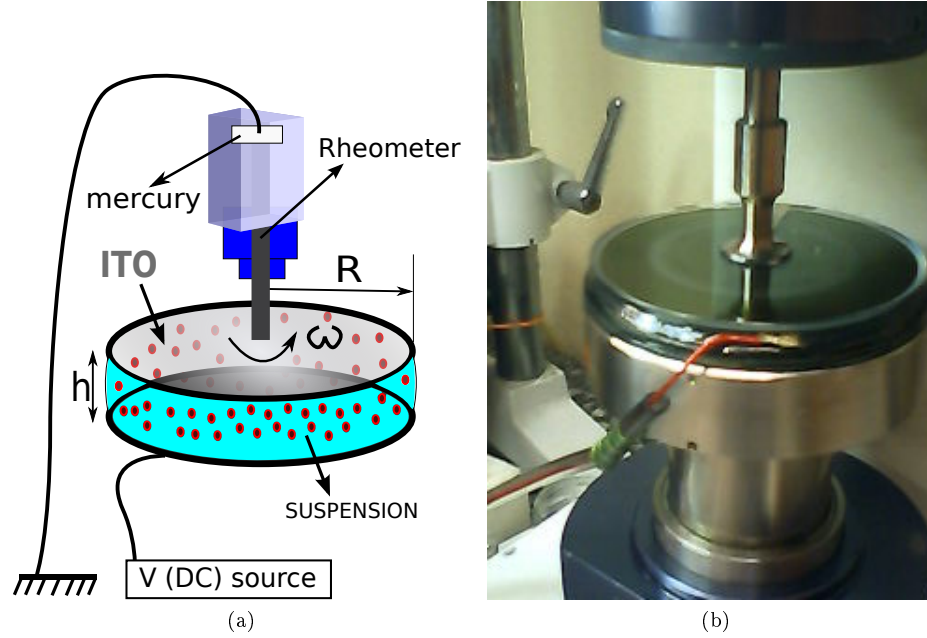 Rheometer
mercury
ITO
R
ω
h
SUSPENSION
V (DC) source
(a)
(b)